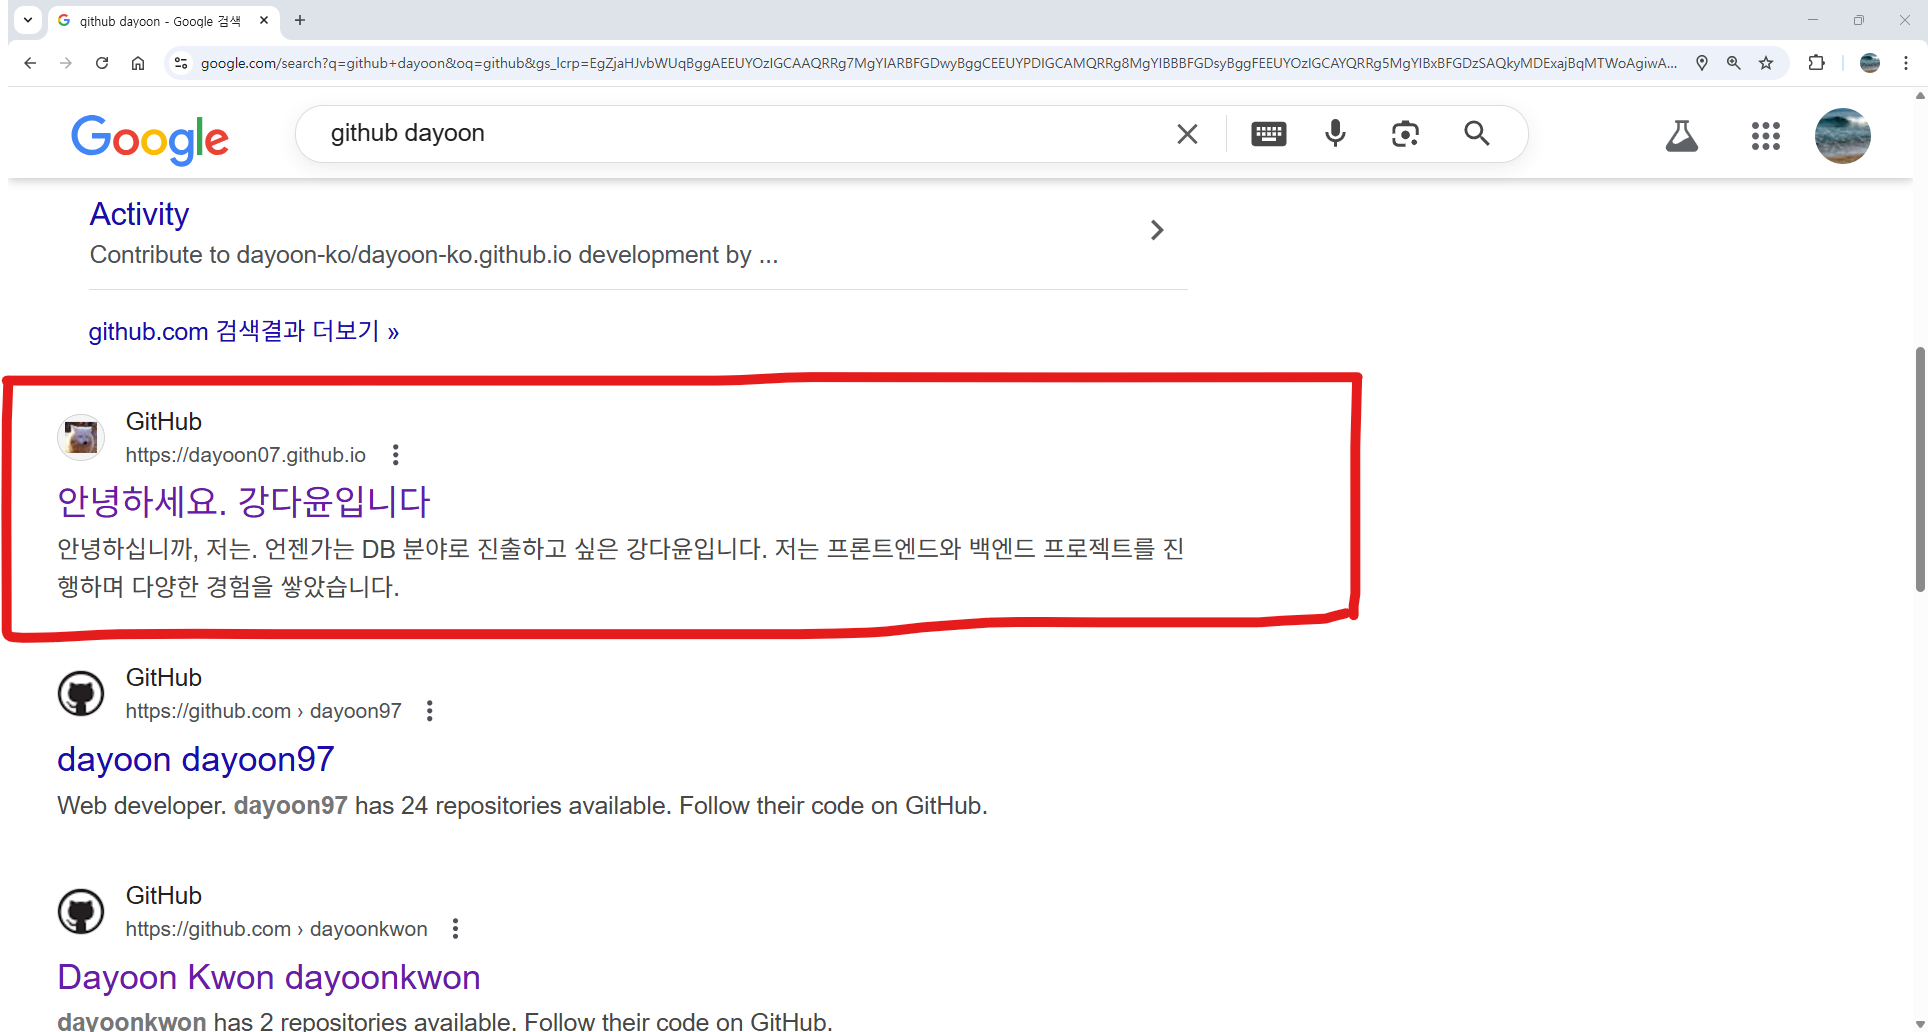 github dayoon - Google 검색
google.com/search?q=github+dayoon&oq=github&gs_lcrp=EgZjaHJvbWUqBggAEEUYOzIGCAAQRRg7MgYIARBFGDwyBggCEEUYPDIGCAMQRRg8MgYIBBBFGDsyBggFEEUYOzIGCAYQRRg5MgYIBxBFGDzSAQkyMDExajBqMTWoAgiwA...
Google
github dayoon
Activity
Contribute to dayoon-ko/dayoon-ko.github.io development by ...
github.com 검색결과 더보기 »
GitHub
https://dayoon07.github.io
안녕하세요. 강다윤입니다
안녕하십니까, 저는. 언젠가는 DB 분야로 진출하고 싶은 강다윤입니다. 저는 프론트엔드와 백엔드 프로젝트를 진
행하며 다양한 경험을 쌓았습니다.
GitHub
https://github.com › dayoon97
dayoon dayoon97
Web developer. dayoon97 has 24 repositories available. Follow their code on GitHub.
GitHub
https://github.com › dayoonkwon
Dayoon Kwon dayoonkwon
dayoonkwon has 2 repositories available. Follow their code on GitHub.